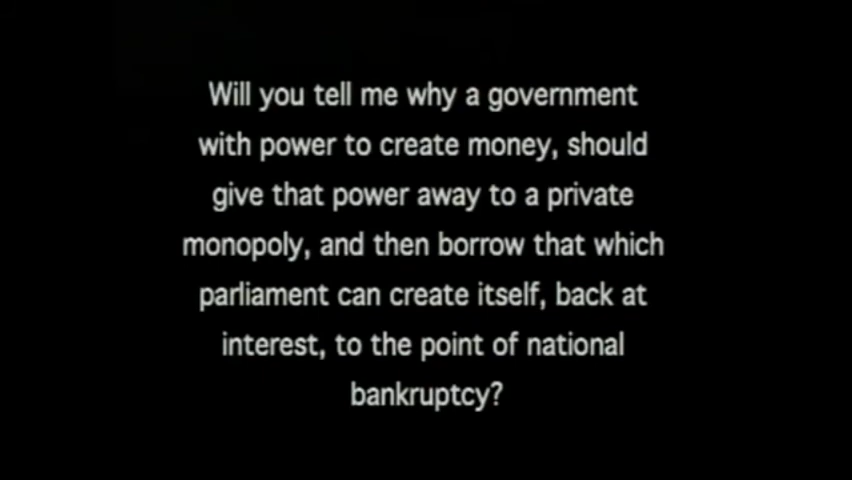 Will you tell me why a government
with power to create money, should
give that power away to a private
monopoly, and then borrow that which
parliament can create itself, back at
interest, to the point of national
bankruptcy?